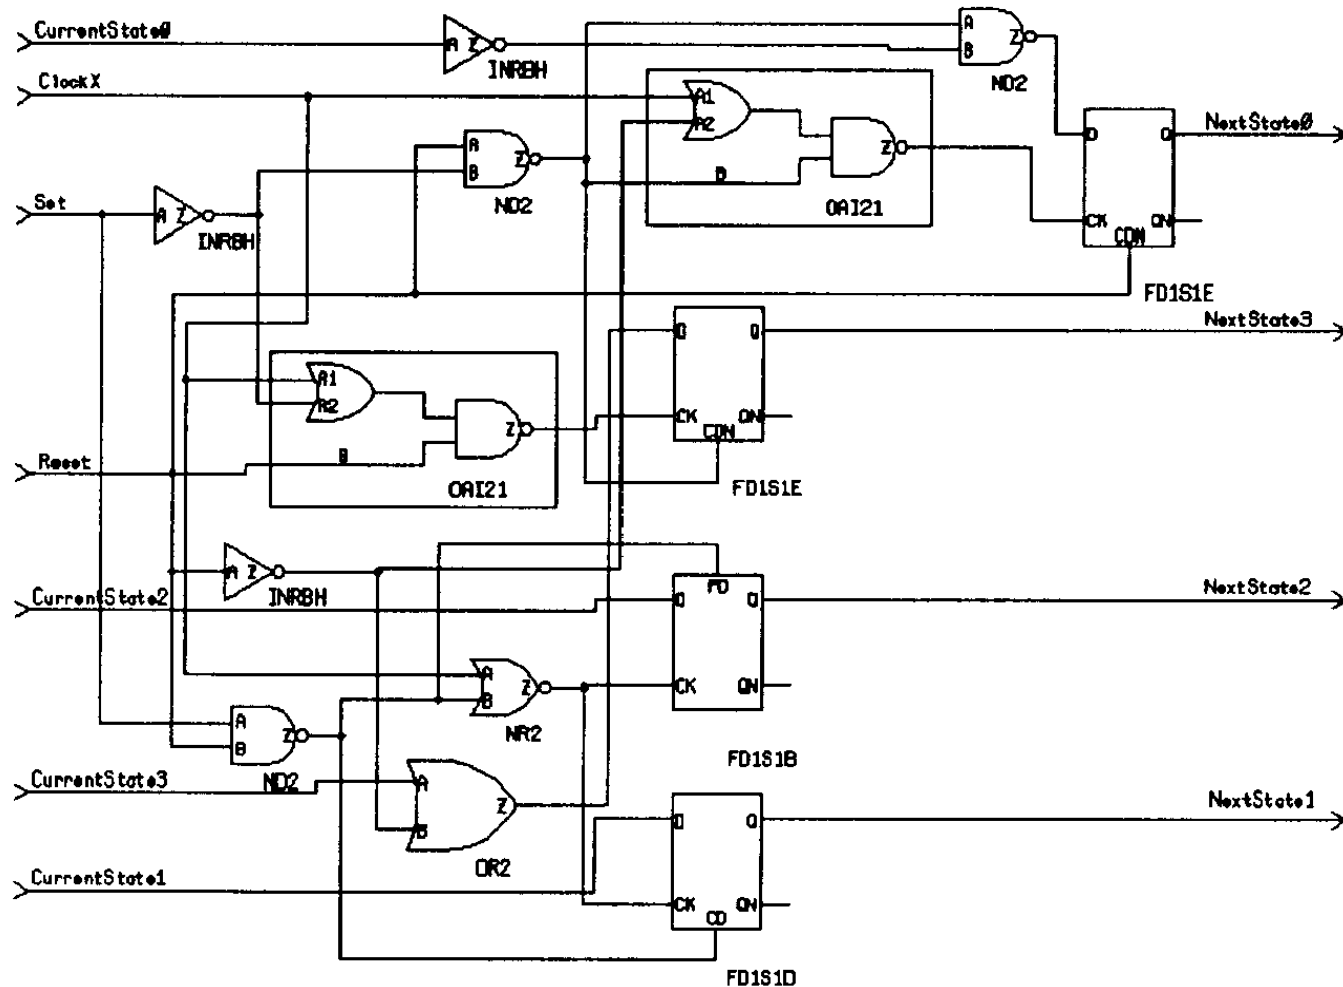 CurrentState0
A Z
INRBH
A
B
Z
ND2
ClockX
A1
A2
Z
B
OAI21
D
Q
NextState0
CK
QN
CDN
FD1S1E
A
B
Z
ND2
Set
A Z
INRBH
D
Q
NextState3
CK
QN
CDN
FD1S1E
A1
A2
Z
B
OAI21
Reset
A Z
INRBH
CurrentState2
PD
D
Q
NextState2
CK
QN
FD1S1B
A
B
Z
NR2
A
B
Z
ND2
CurrentState3
A
B
Z
OR2
D
Q
NextState1
CK
QN
CD
FD1S1D
CurrentState1